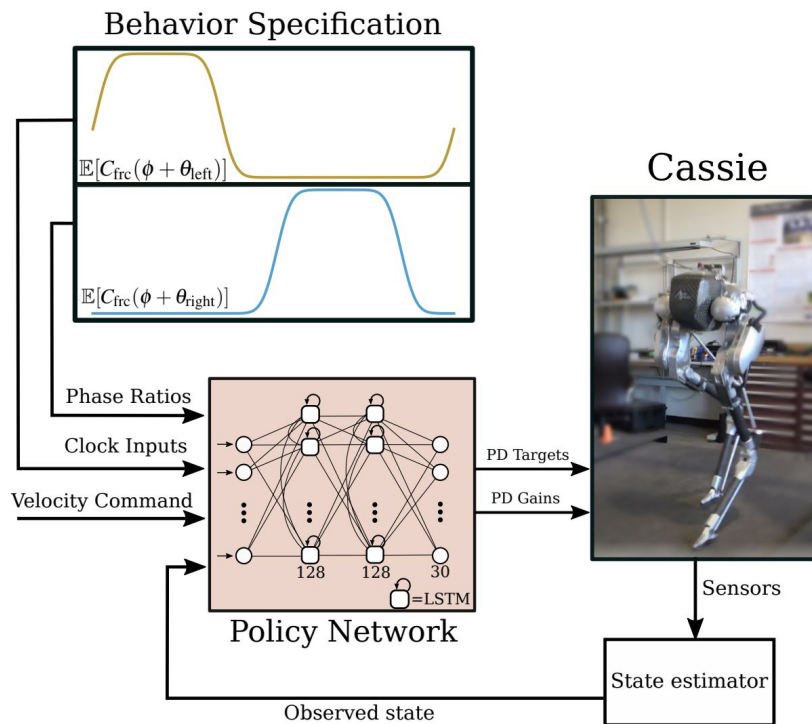 Behavior Specification
𝔼[C_frc(ϕ + θ_left)]
𝔼[C_frc(ϕ + θ_right)]
Cassie
Phase Ratios
Clock Inputs
Velocity Command
PD Targets
PD Gains
128 128 30
=LSTM
Policy Network
Sensors
State estimator
Observed state